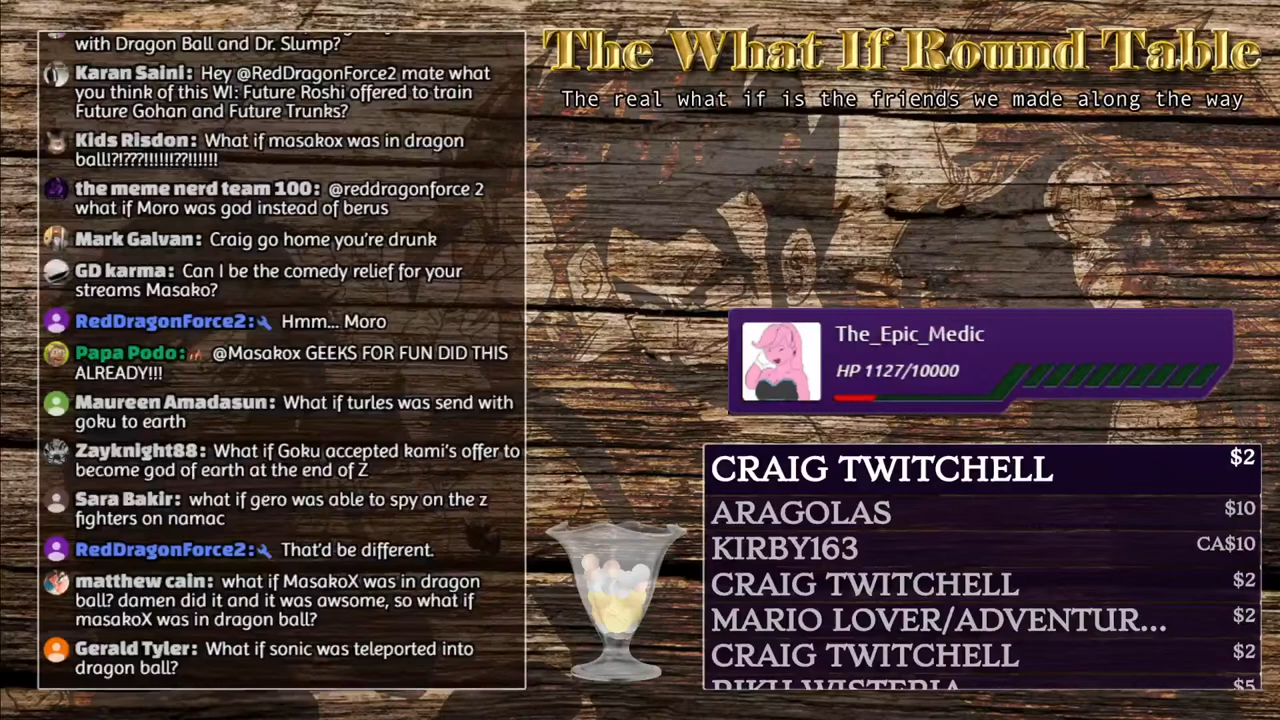 with Dragon Ball and Dr. Slump?
Karan Saini: Hey @RedDragonForce2 mate what
you think of this WI: Future Roshi offered to train
Future Gohan and Future Trunks?
Kids Risdon: What if masakox was in dragon
ball!?!???!!!!!!??!!!!!!
the meme nerd team 100: @reddragonforce 2
what if Moro was god instead of berus
Mark Galvan: Craig go home you're drunk
GD karma: Can I be the comedy relief for your
streams Masako?
RedDragonForce2: Hmm... Moro
Papa Podo: @Masakox GEEKS FOR FUN DID THIS
ALREADY!!!
Maureen Amadasun: What if turles was send with
goku to earth
Zayknight88: What if Goku accepted kami's offer to
become god of earth at the end of Z
Sara Bakir: what if gero was able to spy on the z
fighters on namac
RedDragonForce2: That'd be different.
matthew cain: what if MasakoX was in dragon
ball? damen did it and it was awsome, so what if
masakoX was in dragon ball?
Gerald Tyler: What if sonic was teleported into
dragon ball?
The What If Round Table
The real what if is the friends we made along the way
The_Epic_Medic
HP 1127/10000
CRAIG TWITCHELL $2
ARAGOLAS $10
KIRBY163 CA$10
CRAIG TWITCHELL $2
MARIO LOVER/ADVENTUR... $2
CRAIG TWITCHELL $2
RIKU WISTERIA $5